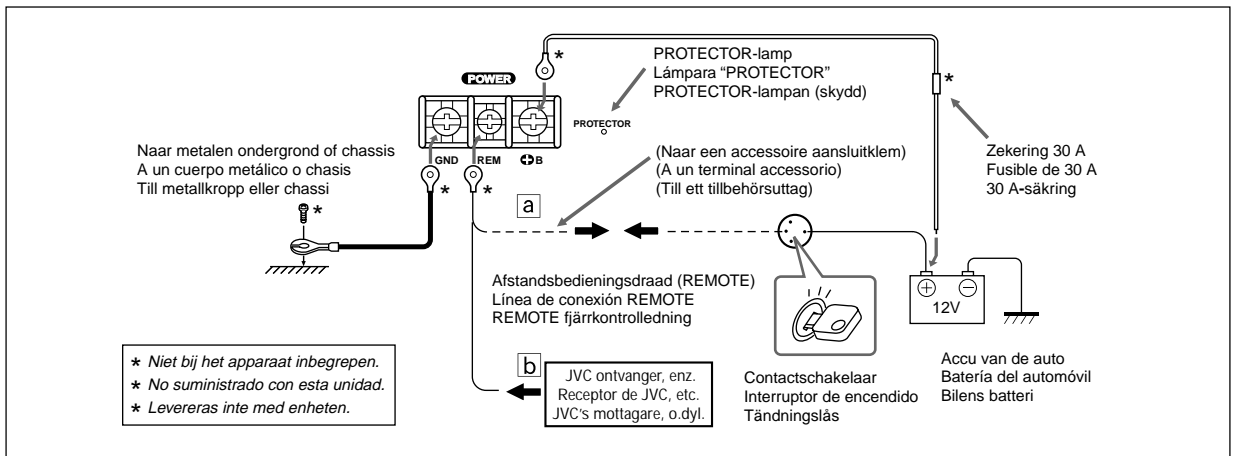 *
PROTECTOR-lamp
Lámpara “PROTECTOR”
PROTECTOR-lampan (skydd)
*
POWER
PROTECTOR
GND
REM
B
Naar metalen ondergrond of chassis
A un cuerpo metálico o chasis
Till metallkropp eller chassi
*
*
*
(Naar een accessoire aansluitklem)
(A un terminal accessorio)
(Till ett tillbehörsuttag)
Zekering 30 A
Fusible de 30 A
30 A-säkring
a
Afstandsbedieningsdraad (REMOTE)
Línea de conexión REMOTE
REMOTE fjärrkontrolledning
+ −
12V
* Niet bij het apparaat inbegrepen.
* No suministrado con esta unidad.
* Levereras inte med enheten.
b
JVC ontvanger, enz.
Receptor de JVC, etc.
JVC's mottagare, o.dyl.
Contactschakelaar
Interruptor de encendido
Tändningslås
Accu van de auto
Batería del automóvil
Bilens batteri